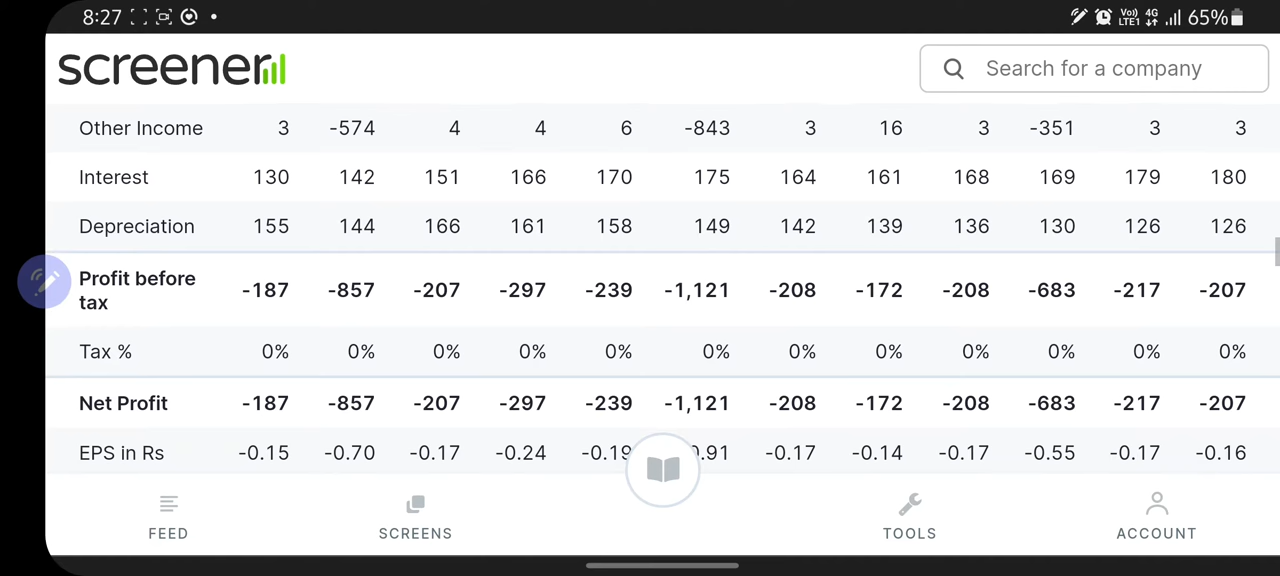 8:27 Vo)) LTE1 4G 65%
screener Search for a company
Other Income 3 -574 4 4 6 -843 3 16 3 -351 3 3
Interest 130 142 151 166 170 175 164 161 168 169 179 180
Depreciation 155 144 166 161 158 149 142 139 136 130 126 126
Profit before
tax -187 -857 -207 -297 -239 -1,121 -208 -172 -208 -683 -217 -207
Tax % 0% 0% 0% 0% 0% 0% 0% 0% 0% 0% 0% 0%
Net Profit -187 -857 -207 -297 -239 -1,121 -208 -172 -208 -683 -217 -207
EPS in Rs -0.15 -0.70 -0.17 -0.24 -0.19 .91 -0.17 -0.14 -0.17 -0.55 -0.17 -0.16
FEED SCREENS TOOLS ACCOUNT